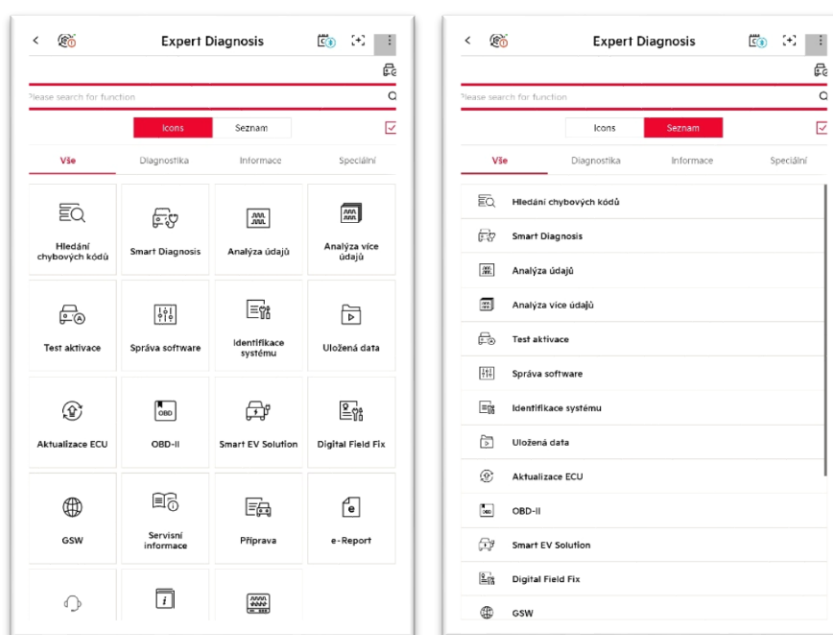 Expert Diagnosis
Please search for function
Icons Seznam
Vše Diagnostika Informace Speciální
Hledání chybových kódů
Smart Diagnosis
Analýza údajů
Analýza více údajů
Test aktivace
Správa software
Identifikace systému
Uložená data
Aktualizace ECU
OBD
OBD-II
Smart EV Solution
Digital Field Fix
GSW
Servisní informace
Příprava
e-Report
Expert Diagnosis
Please search for function
Icons Seznam
Vše Diagnostika Informace Speciální
Hledání chybových kódů
Smart Diagnosis
Analýza údajů
Analýza více údajů
Test aktivace
Správa software
Identifikace systému
Uložená data
Aktualizace ECU
OBD-II
Smart EV Solution
Digital Field Fix
GSW